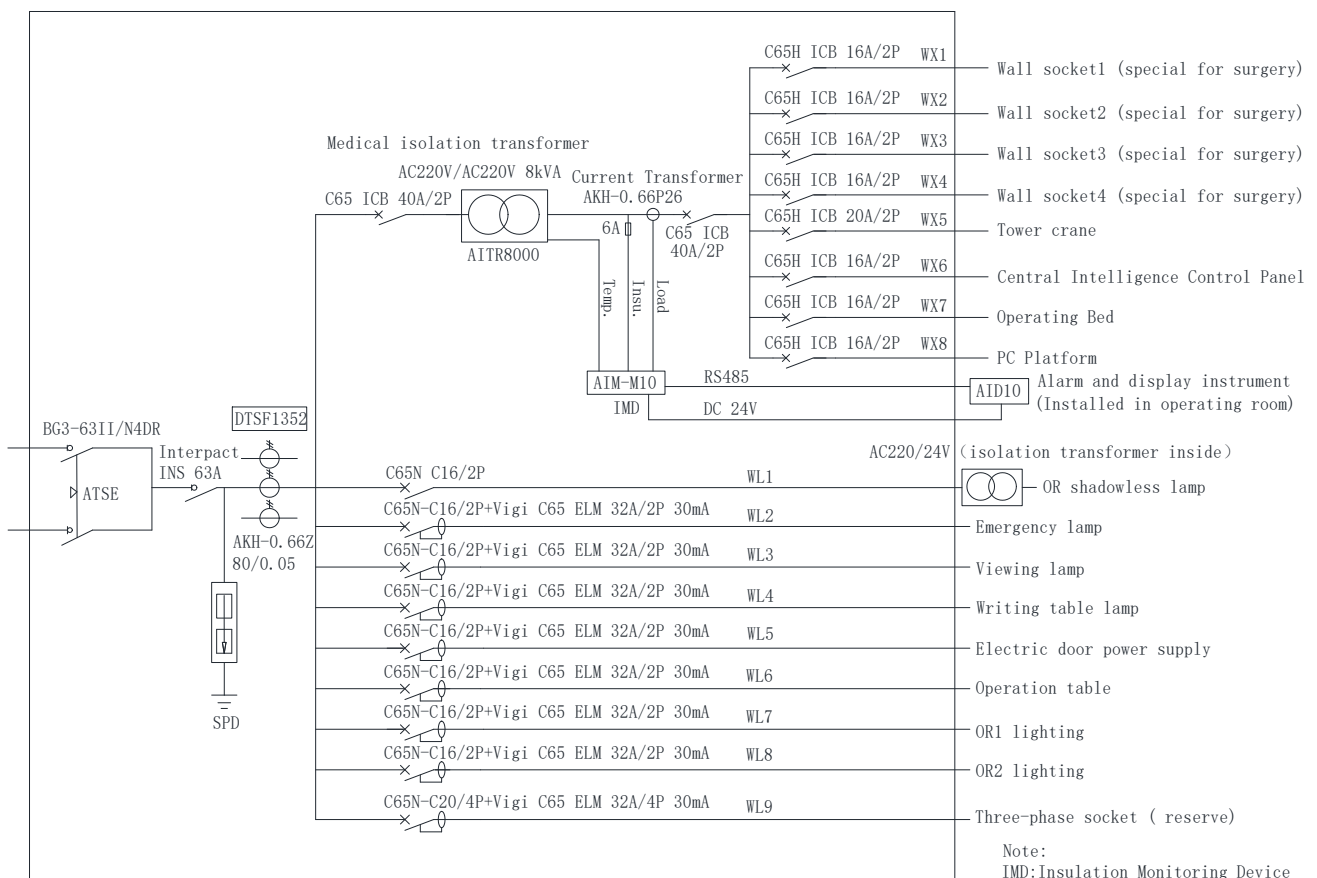 C65H ICB 16A/2P WX1
Wall socket1 (special for surgery)
C65H ICB 16A/2P WX2
Wall socket2 (special for surgery)
C65H ICB 16A/2P WX3
Wall socket3 (special for surgery)
C65H ICB 16A/2P WX4
Wall socket4 (special for surgery)
C65H ICB 20A/2P WX5
Tower crane
C65H ICB 16A/2P WX6
Central Intelligence Control Panel
C65H ICB 16A/2P WX7
Operating Bed
C65H ICB 16A/2P WX8
PC Platform
Medical isolation transformer
AC220V/AC220V 8kVA
C65 ICB 40A/2P
AITR8000
Current Transformer
AKH-0.66P26
6A
C65 ICB
40A/2P
Temp.
Insu.
Load
AIM-M10
IMD
RS485
DC 24V
AID10
Alarm and display instrument
(Installed in operating room)
BG3-63II/N4DR
ATSE
Interpact
INS 63A
DTSF1352
AKH-0.66Z
80/0.05
SPD
AC220/24V (isolation transformer inside)
C65N C16/2P WL1
OR shadowless lamp
C65N-C16/2P+Vigi C65 ELM 32A/2P 30mA WL2
Emergency lamp
C65N-C16/2P+Vigi C65 ELM 32A/2P 30mA WL3
Viewing lamp
C65N-C16/2P+Vigi C65 ELM 32A/2P 30mA WL4
Writing table lamp
C65N-C16/2P+Vigi C65 ELM 32A/2P 30mA WL5
Electric door power supply
C65N-C16/2P+Vigi C65 ELM 32A/2P 30mA WL6
Operation table
C65N-C16/2P+Vigi C65 ELM 32A/2P 30mA WL7
OR1 lighting
C65N-C16/2P+Vigi C65 ELM 32A/2P 30mA WL8
OR2 lighting
C65N-C20/4P+Vigi C65 ELM 32A/4P 30mA WL9
Three-phase socket ( reserve)
Note:
IMD:Insulation Monitoring Device